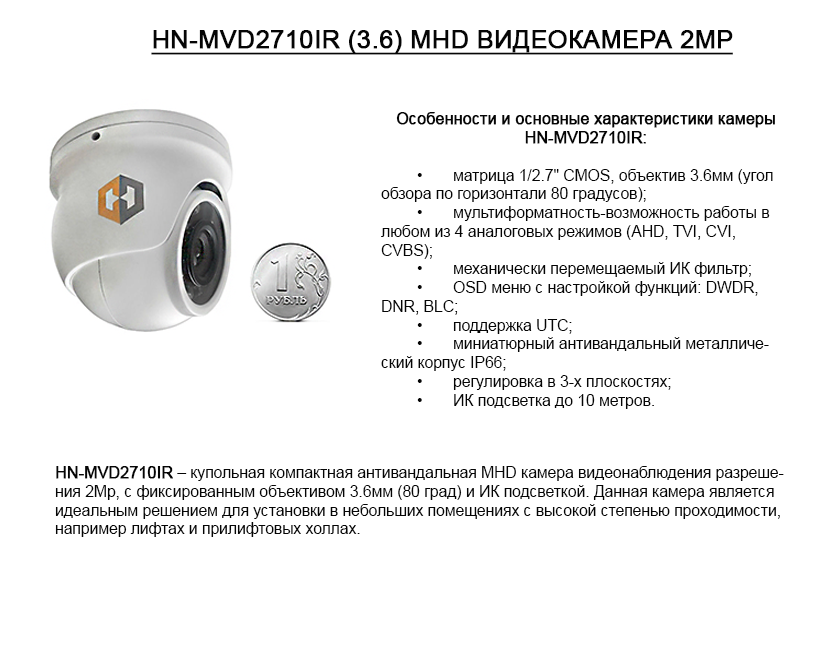 HN-MVD2710IR (3.6) MHD ВИДЕОКАМЕРА 2MP
Особенности и основные характеристики камеры
HN-MVD2710IR:
• матрица 1/2.7" CMOS, объектив 3.6мм (угол
обзора по горизонтали 80 градусов);
• мультиформатность-возможность работы в
любом из 4 аналоговых режимов (AHD, TVI, CVI,
CVBS);
• механически перемещаемый ИК фильтр;
• OSD меню с настройкой функций: DWDR,
DNR, BLC;
• поддержка UTC;
• миниатюрный антивандальный металличе-
ский корпус IP66;
• регулировка в 3-х плоскостях;
• ИК подсветка до 10 метров.
1
РУБЛЬ
HN-MVD2710IR – купольная компактная антивандальная MHD камера видеонаблюдения разреше-
ния 2Мр, с фиксированным объективом 3.6мм (80 град) и ИК подсветкой. Данная камера является
идеальным решением для установки в небольших помещениях с высокой степенью проходимости,
например лифтах и прилифтовых холлах.